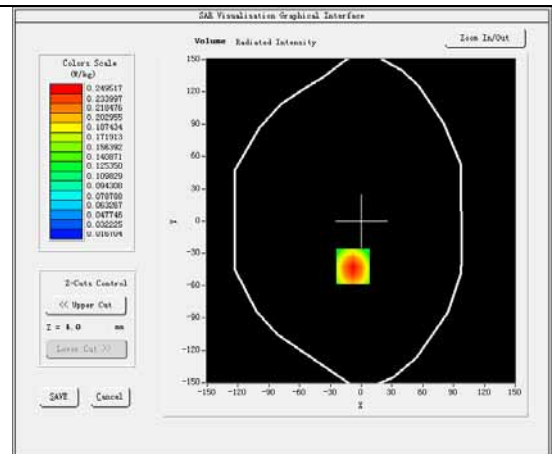 SAR Visualisation Graphical Interface
Volume Radiated Intensity
Zoom In/Out
Colors Scale
(W/kg)
0.249517
0.233997
0.218476
0.202955
0.187434
0.171913
0.156392
0.140871
0.125350
0.109829
0.094308
0.078788
0.063267
0.047746
0.032225
0.016704
Z-Cuts Control
<< Upper Cut
Z = 4.0 mm
Lower Cut >>
SAVE Cancel
150
120
90
60
30
0
-30
-60
-90
-120
-150
Y
-150 -120 -90 -60 -30 0 30 60 90 120 150
X